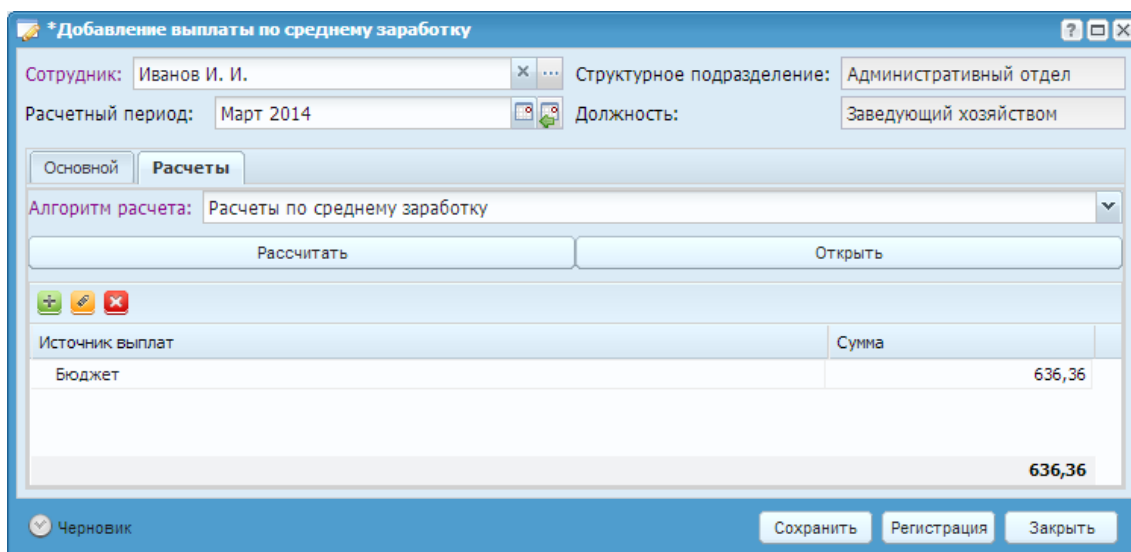 *Добавление выплаты по среднему заработку
Сотрудник: Иванов И. И. Структурное подразделение: Административный отдел
Расчетный период: Март 2014 Должность: Заведующий хозяйством
Основной Расчеты
Алгоритм расчета: Расчеты по среднему заработку
Рассчитать Открыть
Источник выплат Сумма
Бюджет 636,36
636,36
Черновик Сохранить Регистрация Закрыть